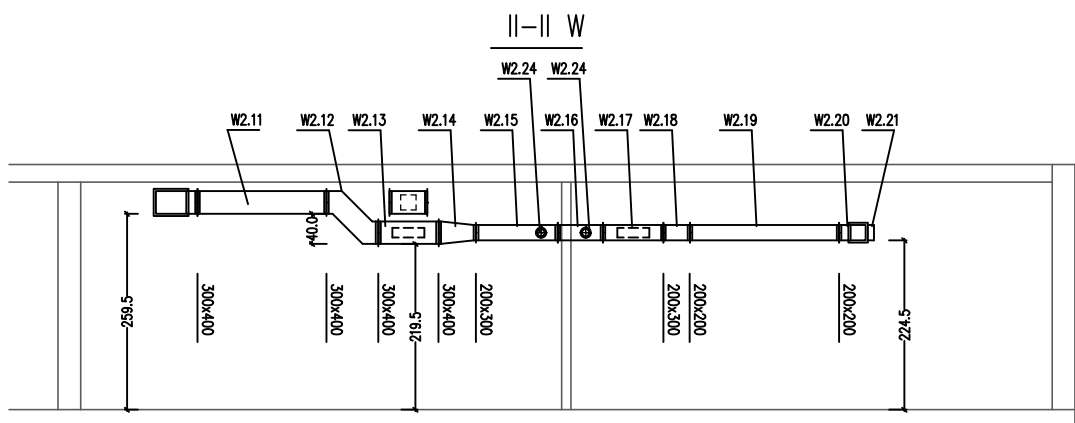 II-II W
W2.24
W2.24
W2.11
W2.12
W2.13
W2.14
W2.15
W2.16
W2.17
W2.18
W2.19
W2.20
W2.21
40.0
259.5
300x400
300x400
300x400
219.5
300x400
200x300
200x300
200x200
200x200
224.5